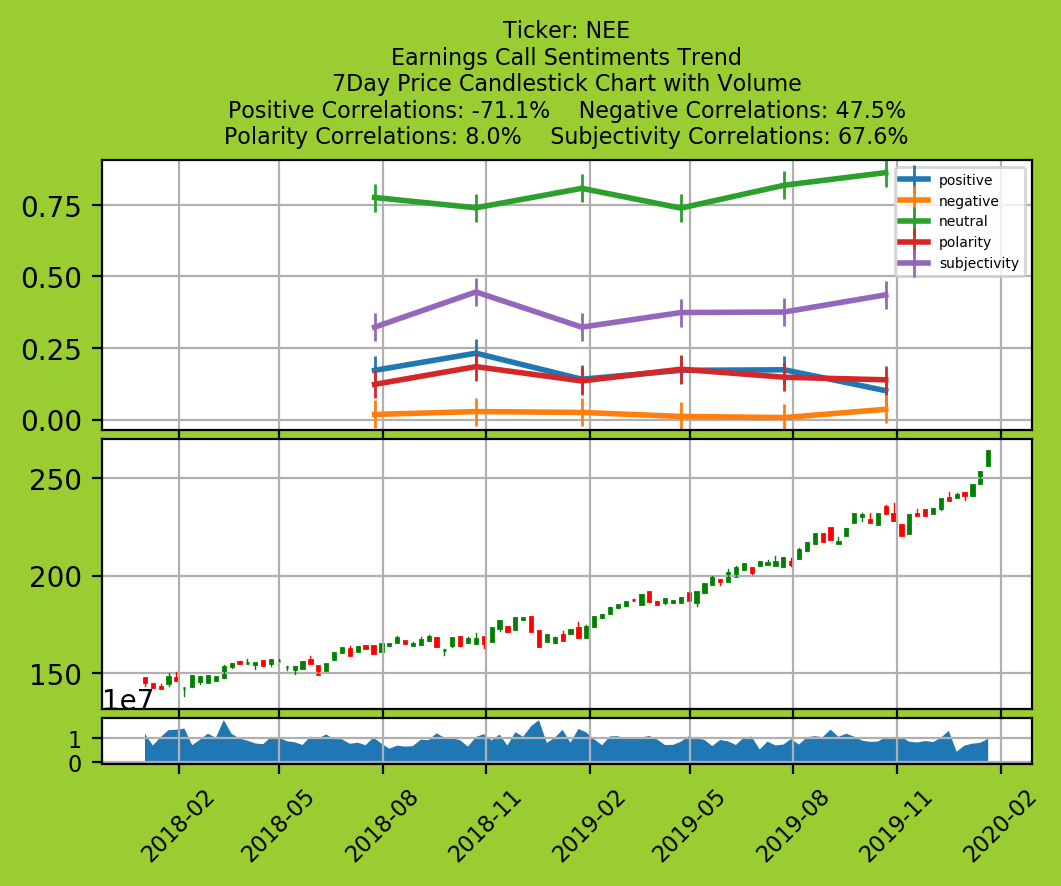 Ticker: NEE
Earnings Call Sentiments Trend
7Day Price Candlestick Chart with Volume
Positive Correlations: -71.1%    Negative Correlations: 47.5%
Polarity Correlations: 8.0%    Subjectivity Correlations: 67.6%
positive
negative
neutral
polarity
subjectivity
0.75
0.50
0.25
0.00
250
200
150
1e7
1
0
2018-02
2018-05
2018-08
2018-11
2019-02
2019-05
2019-08
2019-11
2020-02